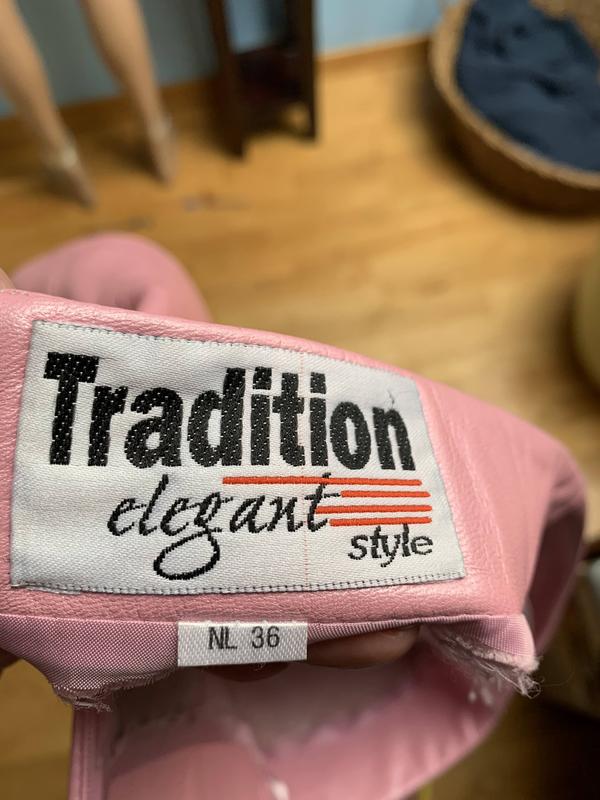 Tradition
elegant
style
NL 36